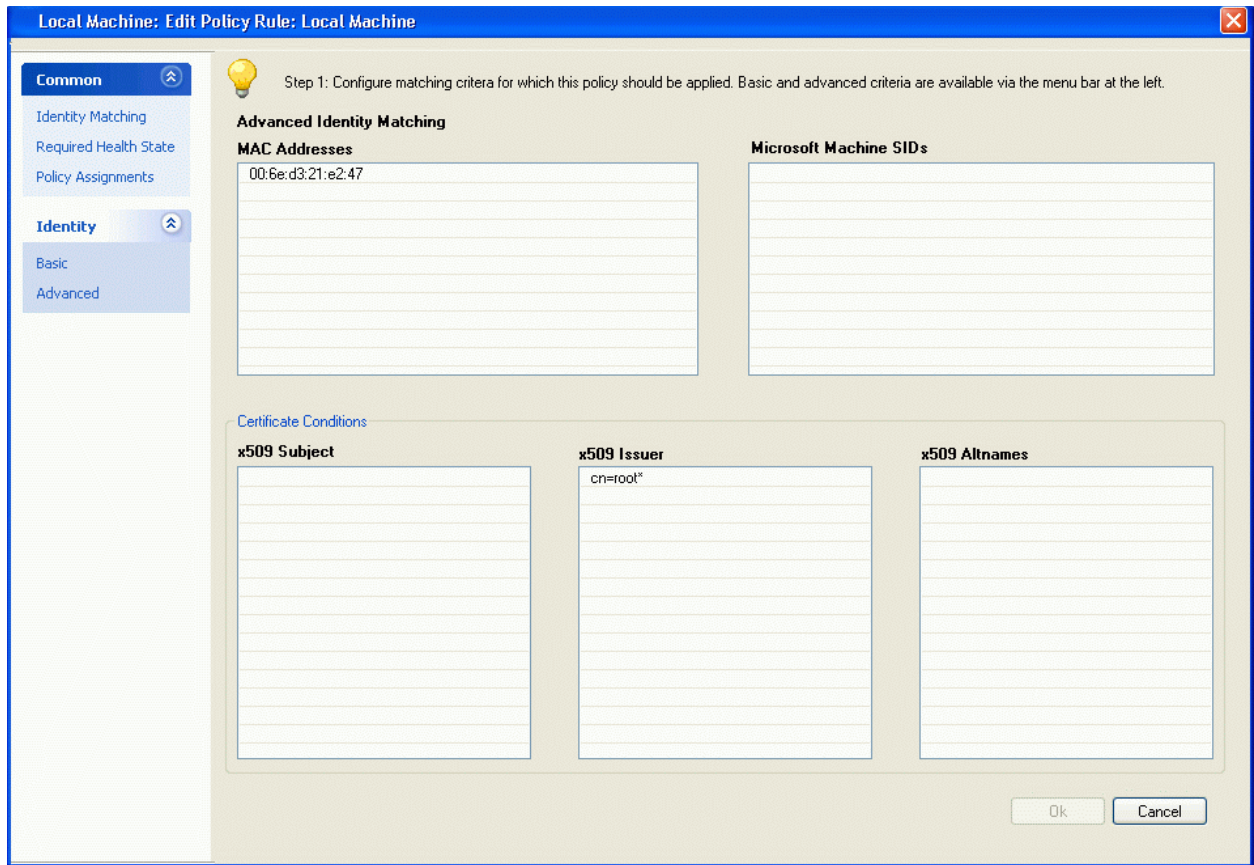 Local Machine: Edit Policy Rule: Local Machine
Common
Identity Matching
Required Health State
Policy Assignments
Identity
Basic
Advanced
Step 1: Configure matching critera for which this policy should be applied. Basic and advanced criteria are available via the menu bar at the left.
Advanced Identity Matching
MAC Addresses
00:6e:d3:21:e2:47
Microsoft Machine SIDs
Certificate Conditions
x509 Subject
x509 Issuer
cn=root*
x509 Altnames
Ok
Cancel